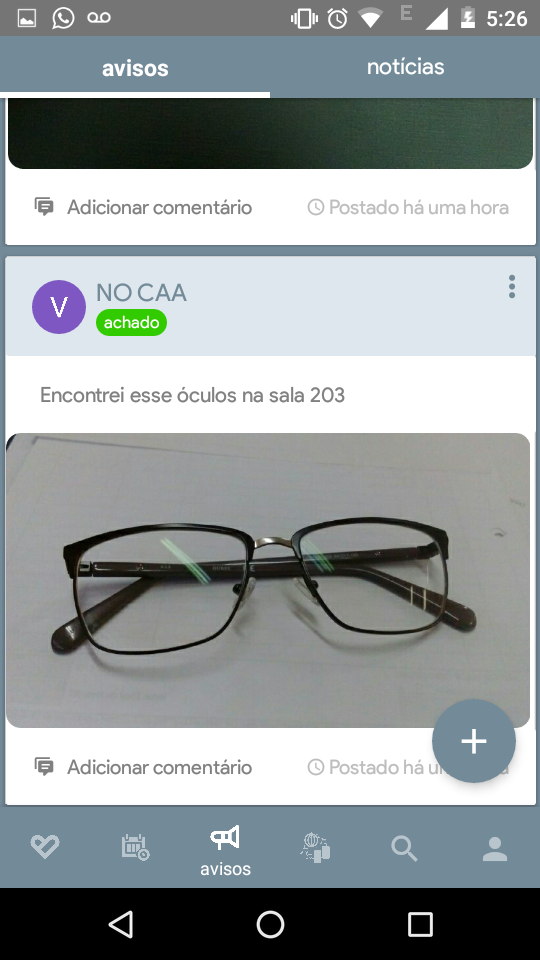 E
5:26
avisos
notícias
Adicionar comentário
Postado há uma hora
V
NO CAA
achado
Encontrei esse óculos na sala 203
Adicionar comentário
Postado há
avisos